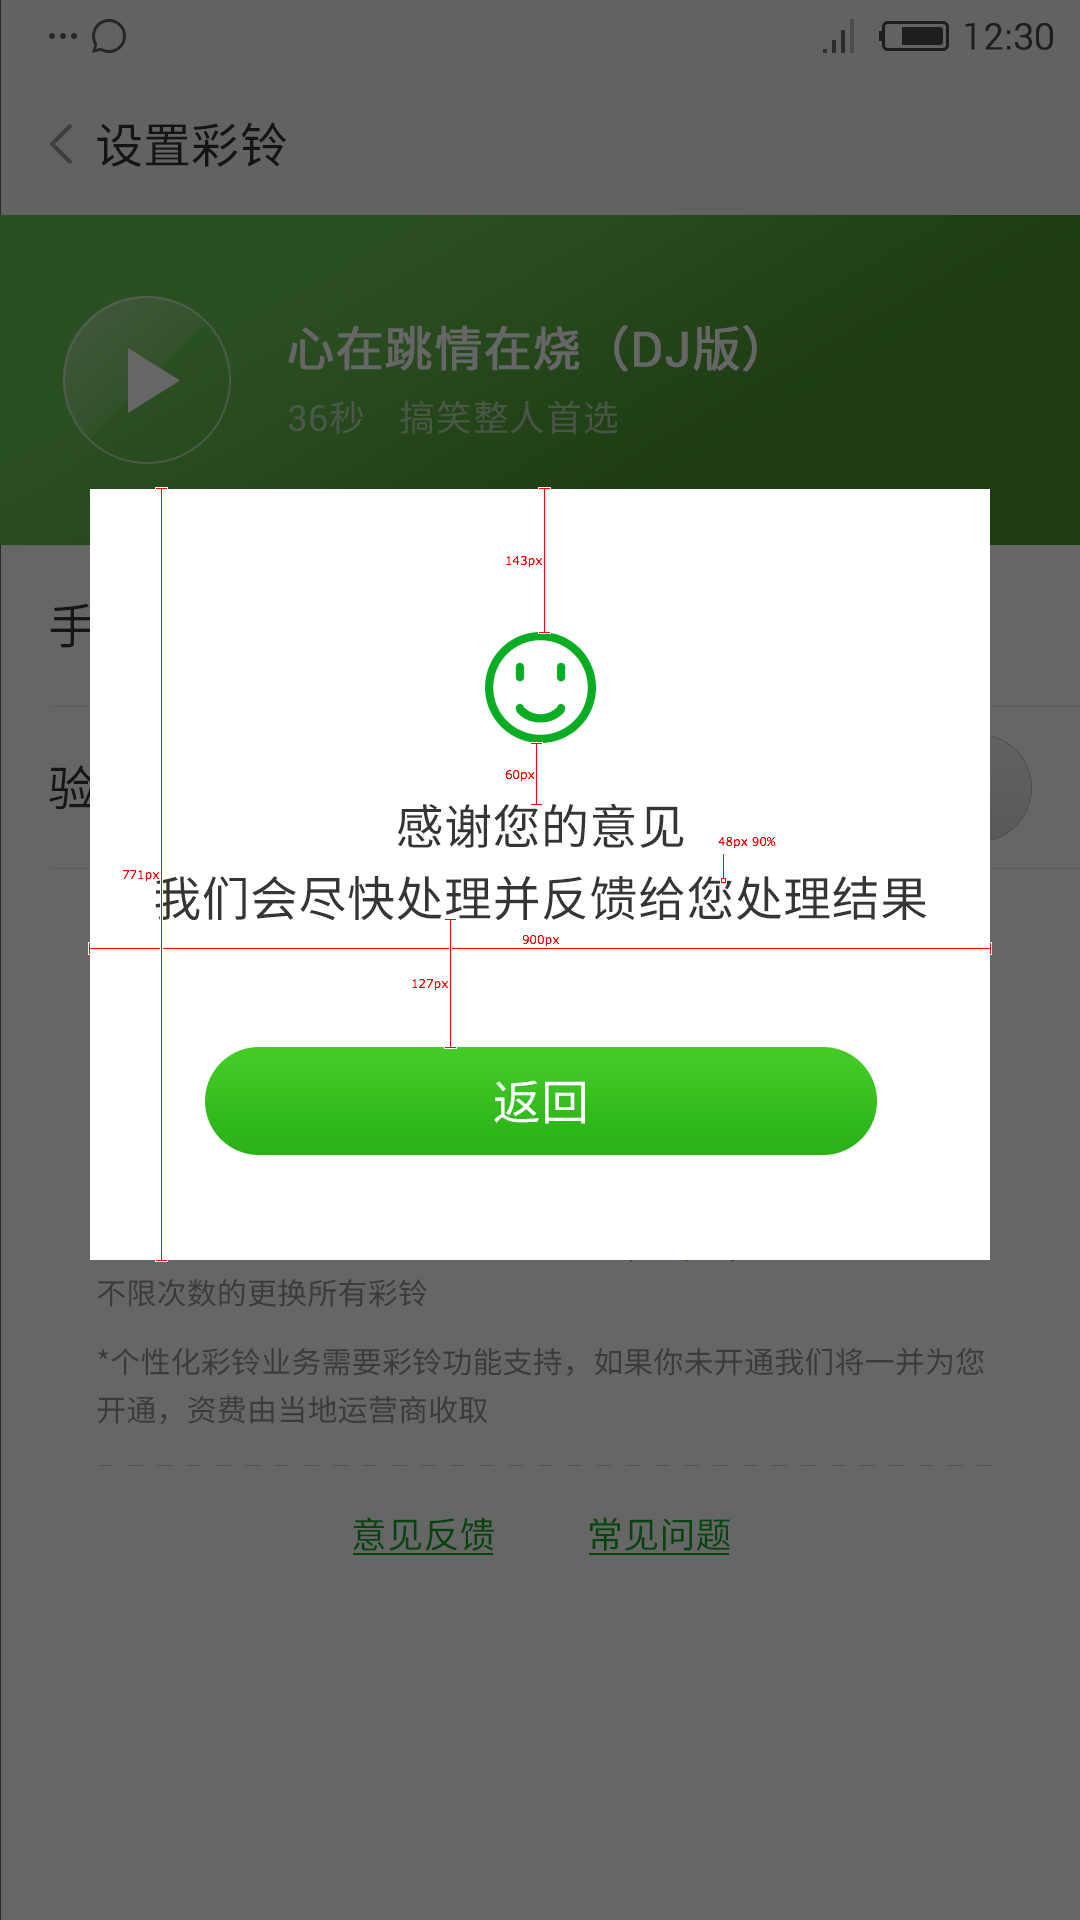 12:30
设置彩铃
心在跳情在烧（DJ版）
36秒 搞笑整人首选
143px
手
60px
验
感谢您的意见
48px 90%
771px
我们会尽快处理并反馈给您处理结果
900px
127px
返回
不限次数的更换所有彩铃
*个性化彩铃业务需要彩铃功能支持，如果你未开通我们将一并为您
开通，资费由当地运营商收取
意见反馈 常见问题